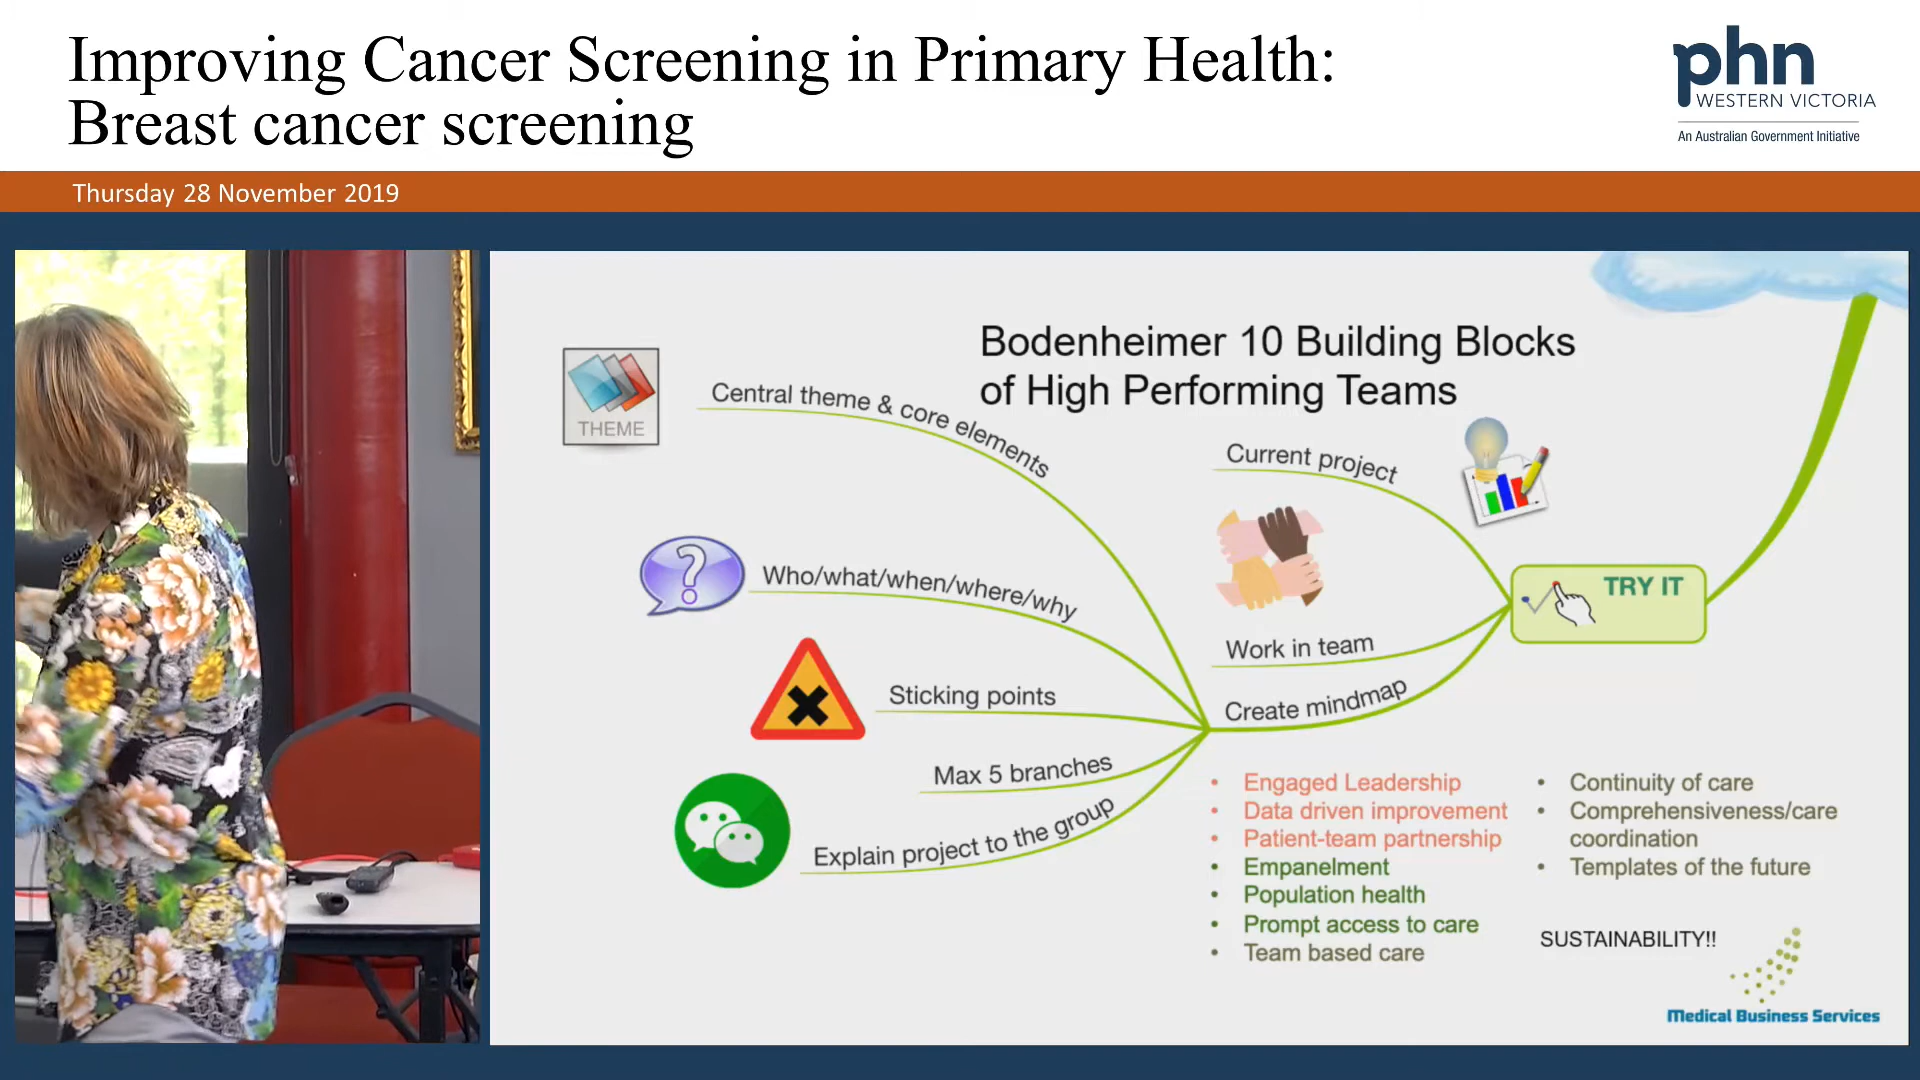 Improving Cancer Screening in Primary Health:
Breast cancer screening
phn
WESTERN VICTORIA
An Australian Government Initiative
Thursday 28 November 2019
Bodenheimer 10 Building Blocks
of High Performing Teams
THEME
Central theme & core elements
Who/what/when/where/why
Sticking points
Max 5 branches
Explain project to the group
Current project
Work in team
Create mindmap
TRY IT
• Engaged Leadership
• Data driven improvement
• Patient-team partnership
• Empanelment
• Population health
• Prompt access to care
• Team based care
• Continuity of care
• Comprehensiveness/care
coordination
• Templates of the future
SUSTAINABILITY!!
Medical Business Services